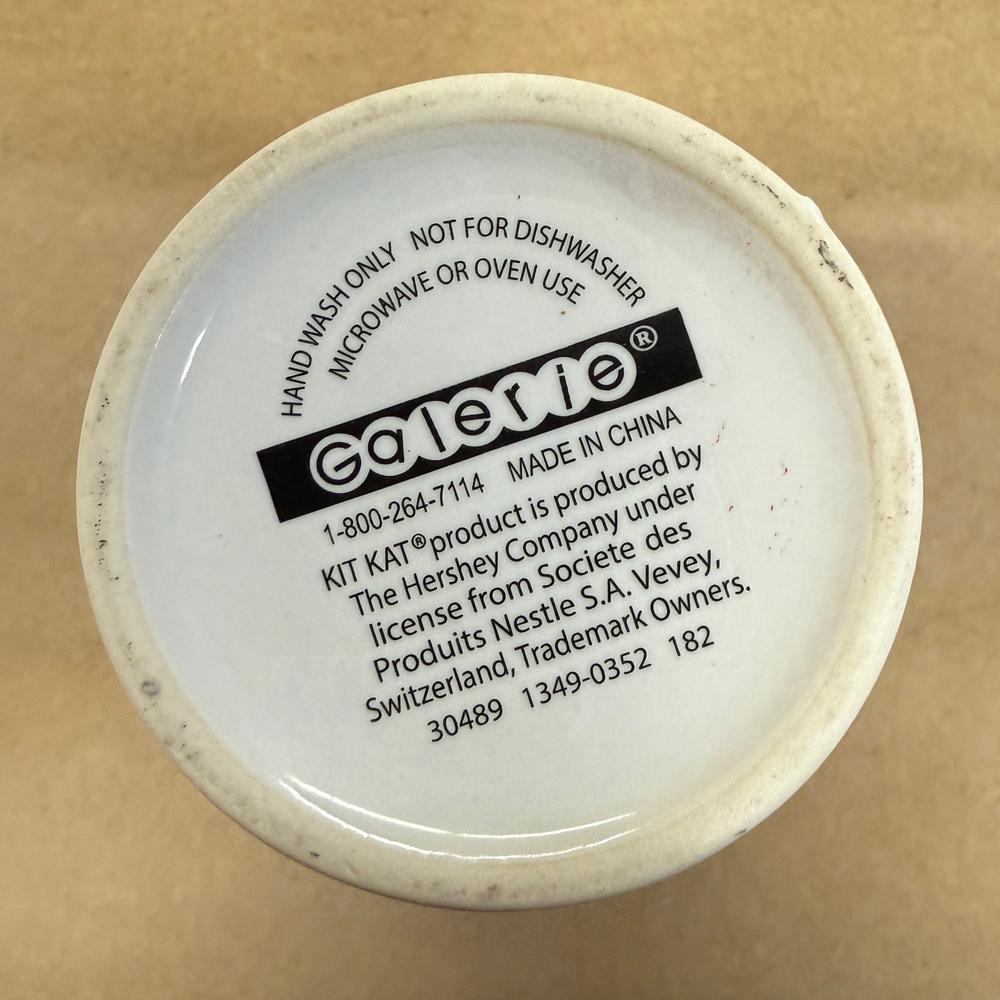 HAND WASH ONLY NOT FOR DISHWASHER
MICROWAVE OR OVEN USE
Galerie®
1-800-264-7114 MADE IN CHINA
KIT KAT® product is produced by
The Hershey Company under
license from Societe des
Produits Nestle S.A. Vevey,
Switzerland, Trademark Owners.
30489 1349-0352 182